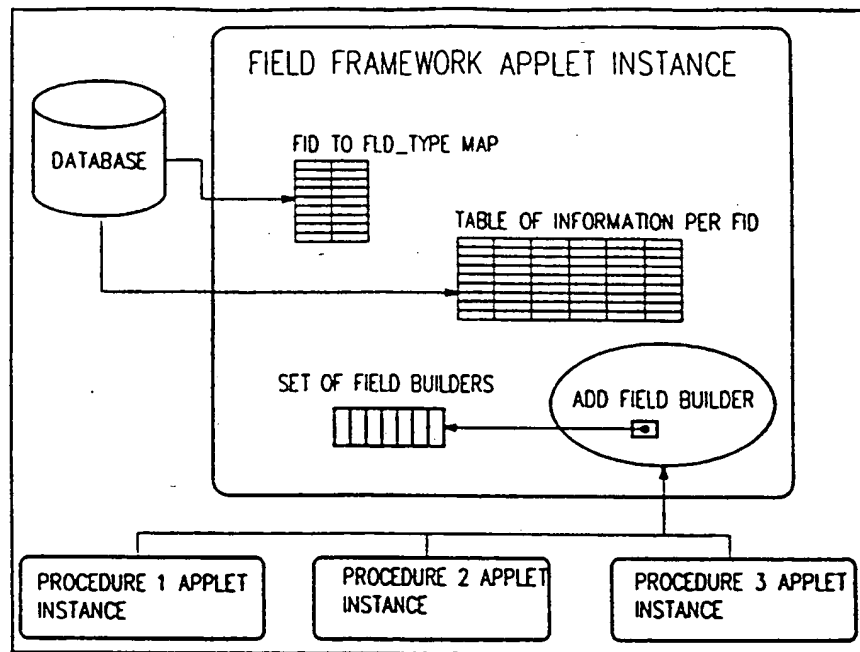 FIELD FRAMEWORK APPLET INSTANCE
DATABASE
FID TO FLD_TYPE MAP
TABLE OF INFORMATION PER FID
SET OF FIELD BUILDERS
ADD FIELD BUILDER
PROCEDURE 1 APPLET
INSTANCE
PROCEDURE 2 APPLET
INSTANCE
PROCEDURE 3 APPLET
INSTANCE